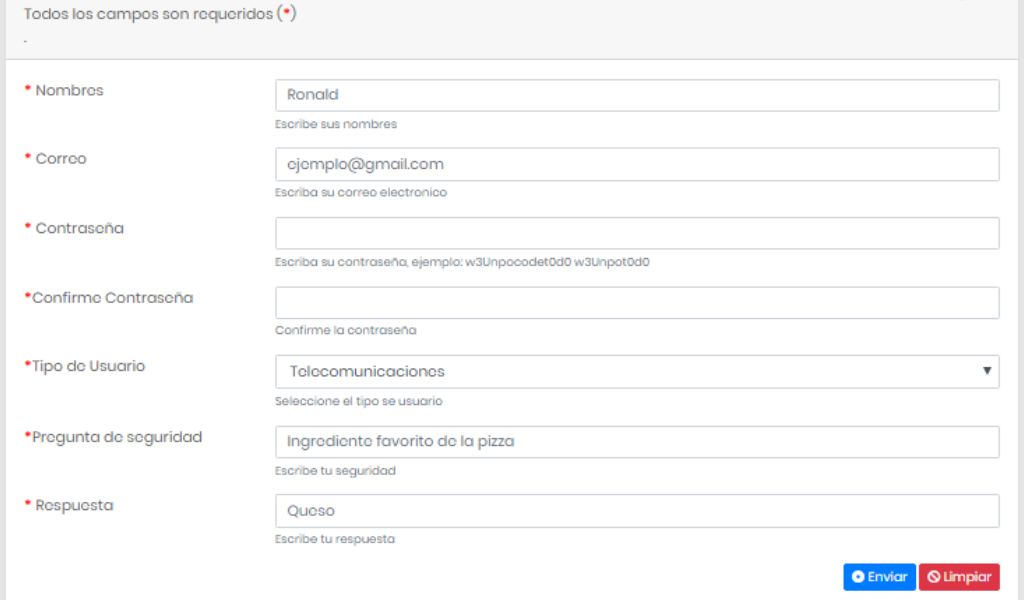 Todos los campos son requeridos (*)
.
* Nombres
Ronald
Escribe sus nombres
* Correo
ejemplo@gmail.com
Escriba su correo electronico
* Contraseña
Escriba su contraseña, ejemplo: w3Unpocodet0d0 w3Unpot0d0
*Confirme Contraseña
Confirme la contraseña
*Tipo de Usuario
Telecomunicaciones
Seleccione el tipo se usuario
*Pregunta de seguridad
Ingrediente favorito de la pizza
Escribe tu seguridad
* Respuesta
Queso
Escribe tu respuesta
Enviar Limpiar